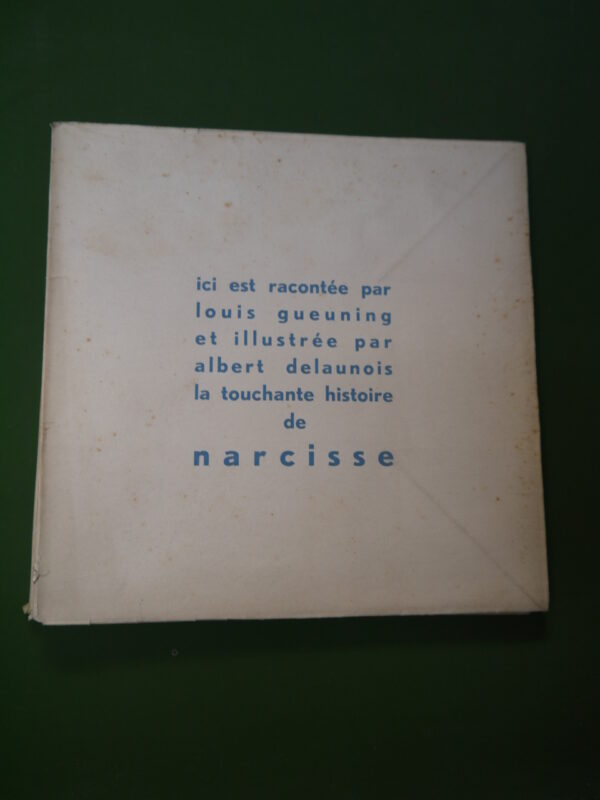 ici est racontée par
louis gueuning
et illustrée par
albert delaunois
la touchante histoire
de
narcisse